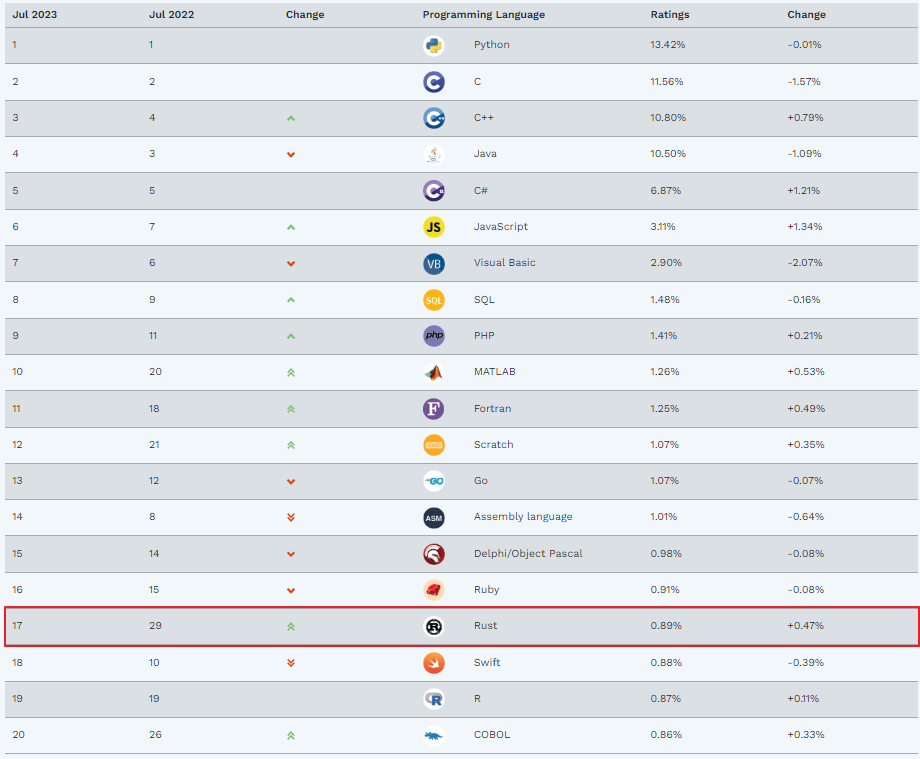 Jul 2023 Jul 2022 Change Programming Language Ratings Change
1 1 Python 13.42% -0.01%
2 2 C C 11.56% -1.57%
3 4 C++ C++ 10.80% +0.79%
4 3 Java 10.50% -1.09%
5 5 C C# 6.87% +1.21%
6 7 JS JavaScript 3.11% +1.34%
7 6 VB Visual Basic 2.90% -2.07%
8 9 SQL SQL 1.48% -0.16%
9 11 php PHP 1.41% +0.21%
10 20 MATLAB 1.26% +0.53%
11 18 F Fortran 1.25% +0.49%
12 21 Scratch 1.07% +0.35%
13 12 GO Go 1.07% -0.07%
14 8 ASM Assembly language 1.01% -0.64%
15 14 Delphi/Object Pascal 0.98% -0.08%
16 15 Ruby 0.91% -0.08%
17 29 R Rust 0.89% +0.47%
18 10 Swift 0.88% -0.39%
19 19 R R 0.87% +0.11%
20 26 COBOL 0.86% +0.33%